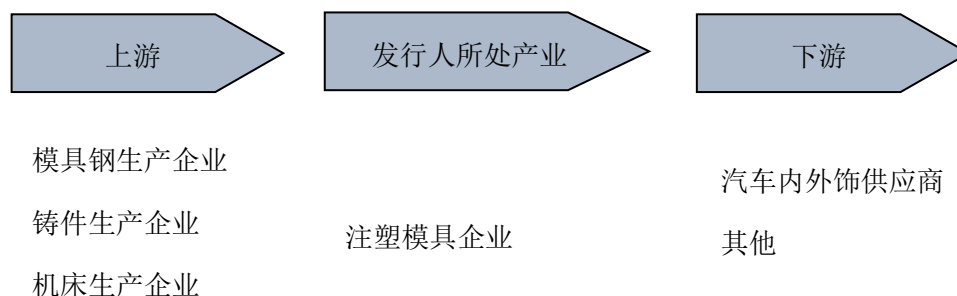 上游
发行人所处产业
下游
模具钢生产企业
铸件生产企业
机床生产企业
注塑模具企业
汽车内外饰供应商
其他